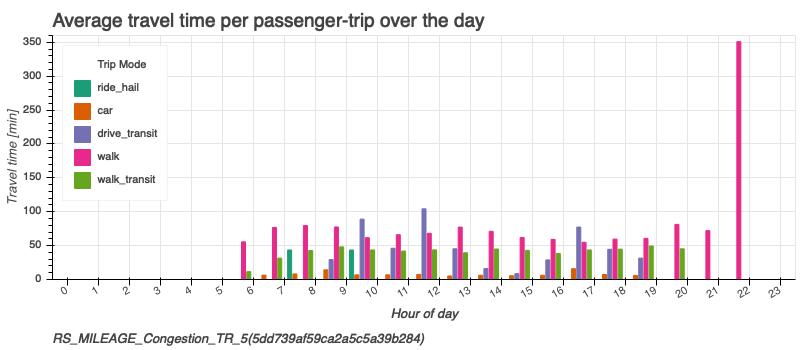 Average travel time per passenger-trip over the day
350
300
250
200
150
100
50
0
Travel time [min]
Trip Mode
ride_hail
car
drive_transit
walk
walk_transit
0 1 2 3 4 5 6 7 8 9 10 11 12 13 14 15 16 17 18 19 20 21 22 23
Hour of day
RS_MILEAGE_Congestion_TR_5(5dd739af59ca2a5c5a39b284)